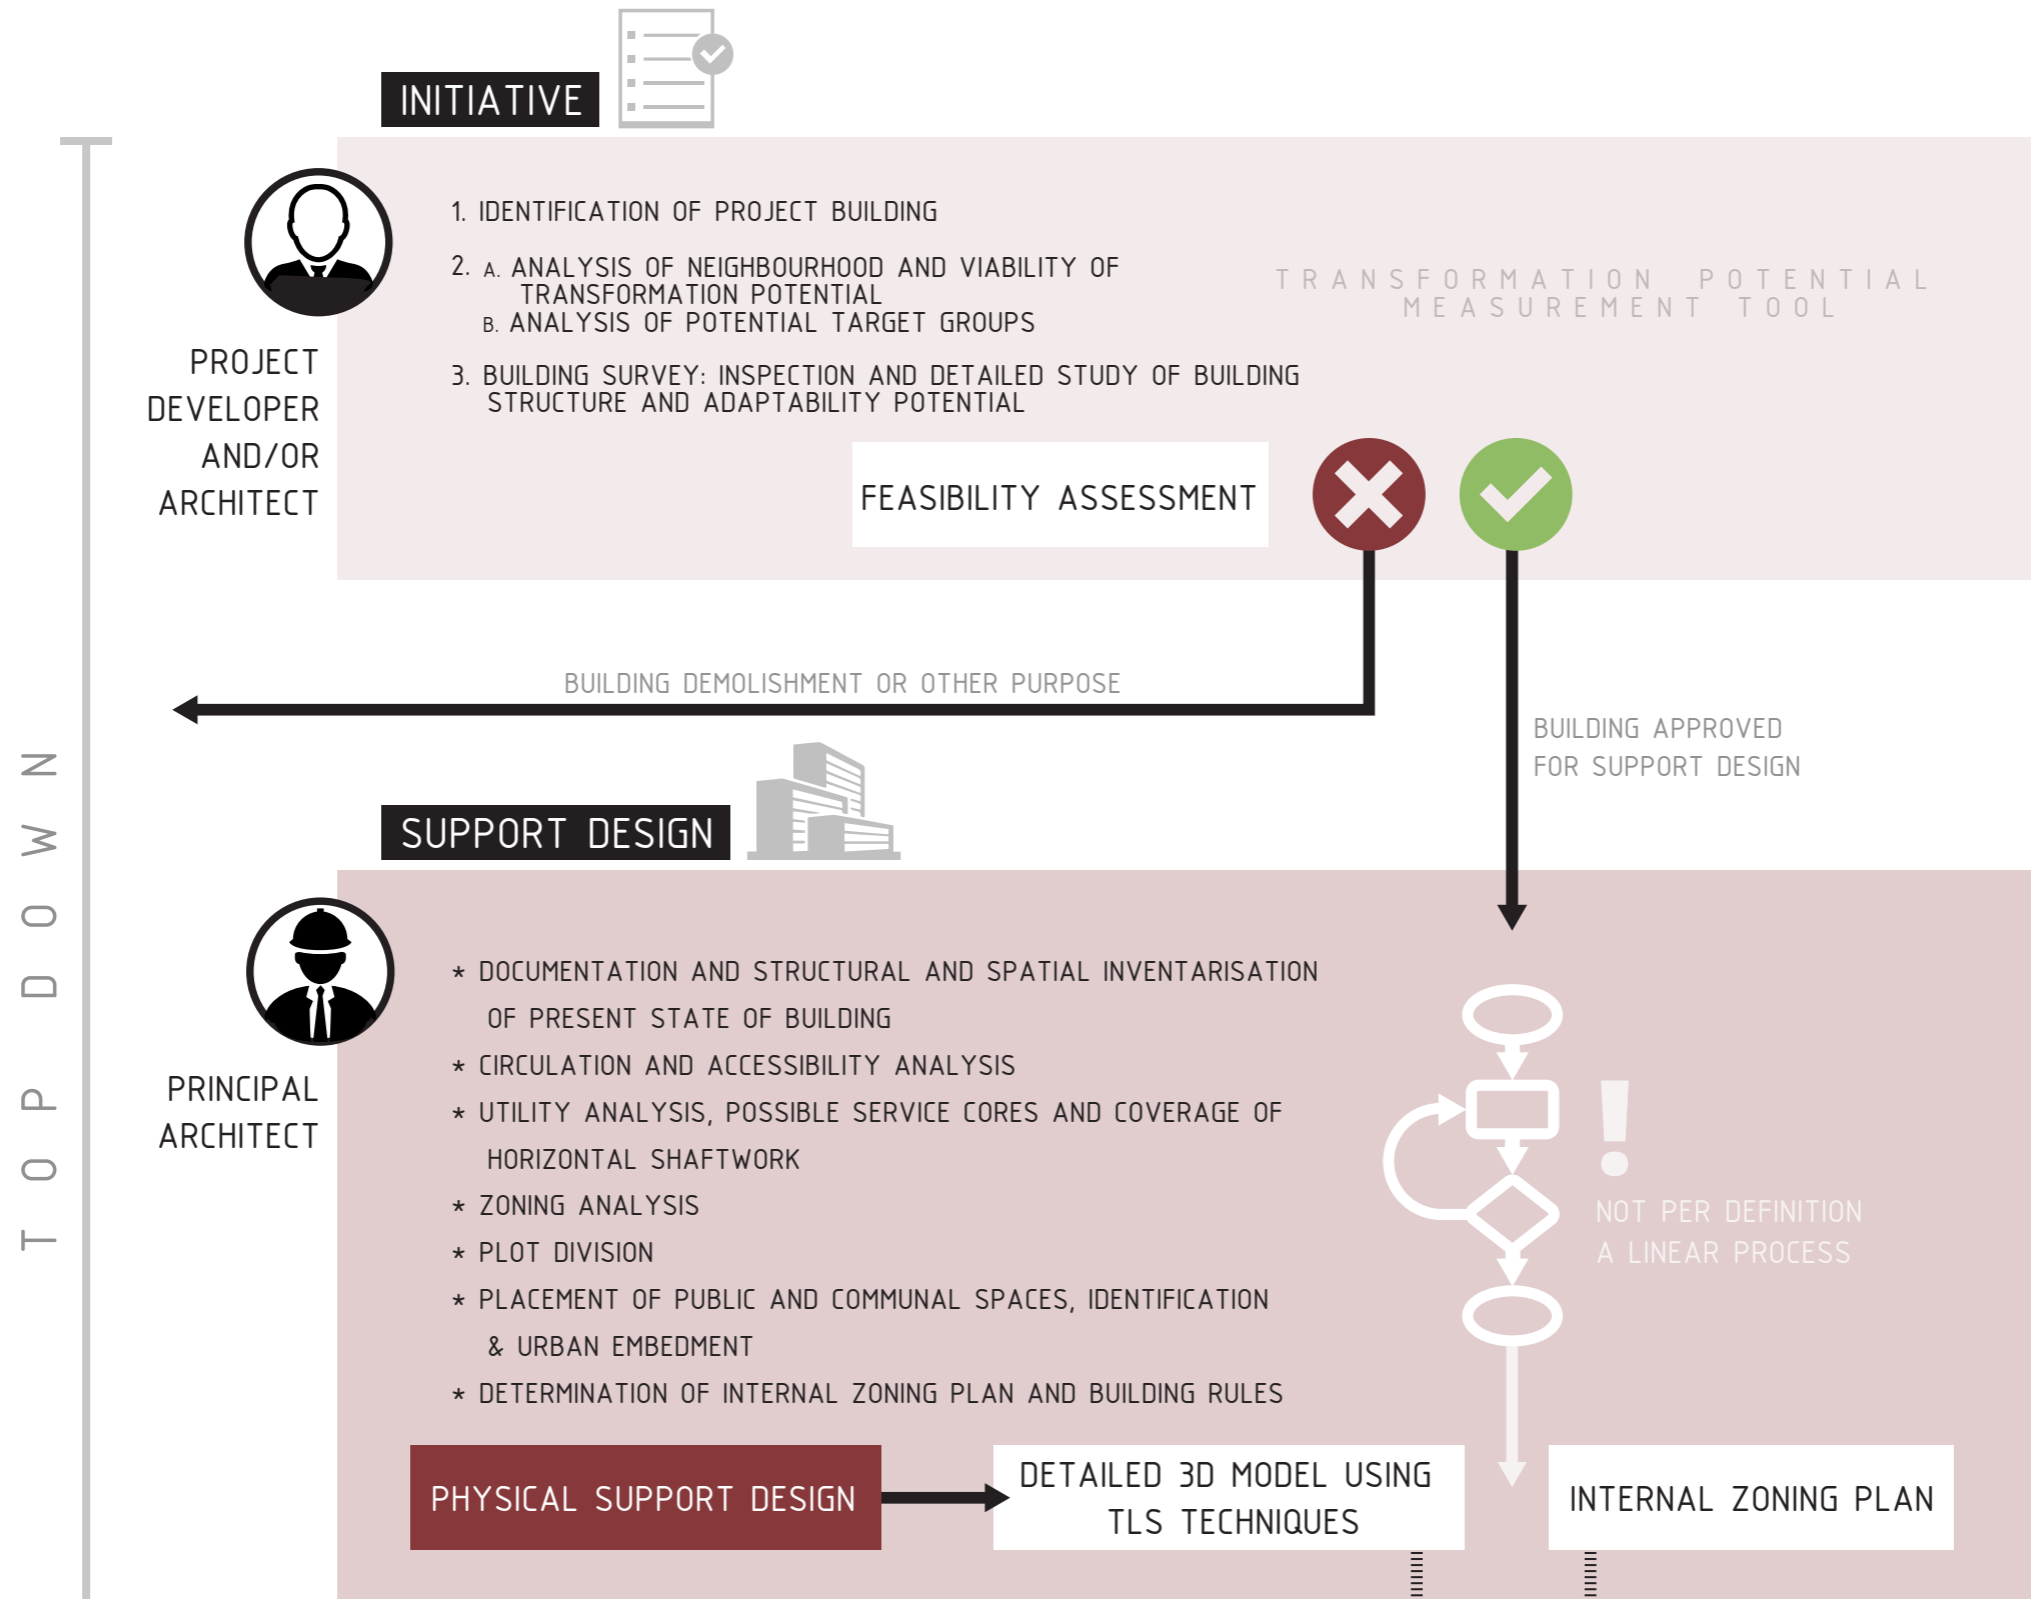 INITIATIVE
1. IDENTIFICATION OF PROJECT BUILDING
2. A. ANALYSIS OF NEIGHBOURHOOD AND VIABILITY OF
TRANSFORMATION POTENTIAL
B. ANALYSIS OF POTENTIAL TARGET GROUPS
3. BUILDING SURVEY: INSPECTION AND DETAILED STUDY OF BUILDING
STRUCTURE AND ADAPTABILITY POTENTIAL
TRANSFORMATION POTENTIAL
MEASUREMENT TOOL
PROJECT
DEVELOPER
AND/OR
ARCHITECT
FEASIBILITY ASSESSMENT
BUILDING DEMOLISHMENT OR OTHER PURPOSE
BUILDING APPROVED
FOR SUPPORT DESIGN
TOP DOWN
SUPPORT DESIGN
PRINCIPAL
ARCHITECT
* DOCUMENTATION AND STRUCTURAL AND SPATIAL INVENTARISATION
OF PRESENT STATE OF BUILDING
* CIRCULATION AND ACCESSIBILITY ANALYSIS
* UTILITY ANALYSIS, POSSIBLE SERVICE CORES AND COVERAGE OF
HORIZONTAL SHAFTWORK
* ZONING ANALYSIS
* PLOT DIVISION
* PLACEMENT OF PUBLIC AND COMMUNAL SPACES, IDENTIFICATION
& URBAN EMBEDMENT
* DETERMINATION OF INTERNAL ZONING PLAN AND BUILDING RULES
!
NOT PER DEFINITION
A LINEAR PROCESS
PHYSICAL SUPPORT DESIGN
DETAILED 3D MODEL USING
TLS TECHNIQUES
INTERNAL ZONING PLAN